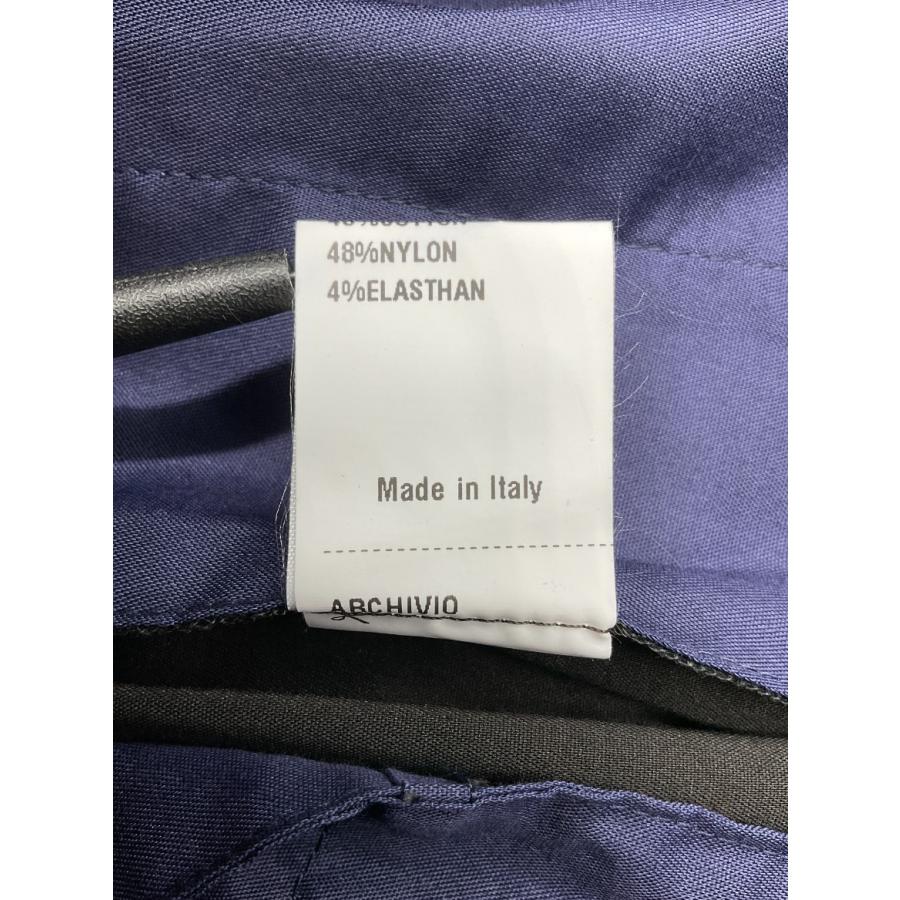 48%NYLON
4%ELASTHAN
Made in Italy
ARCHIVIO